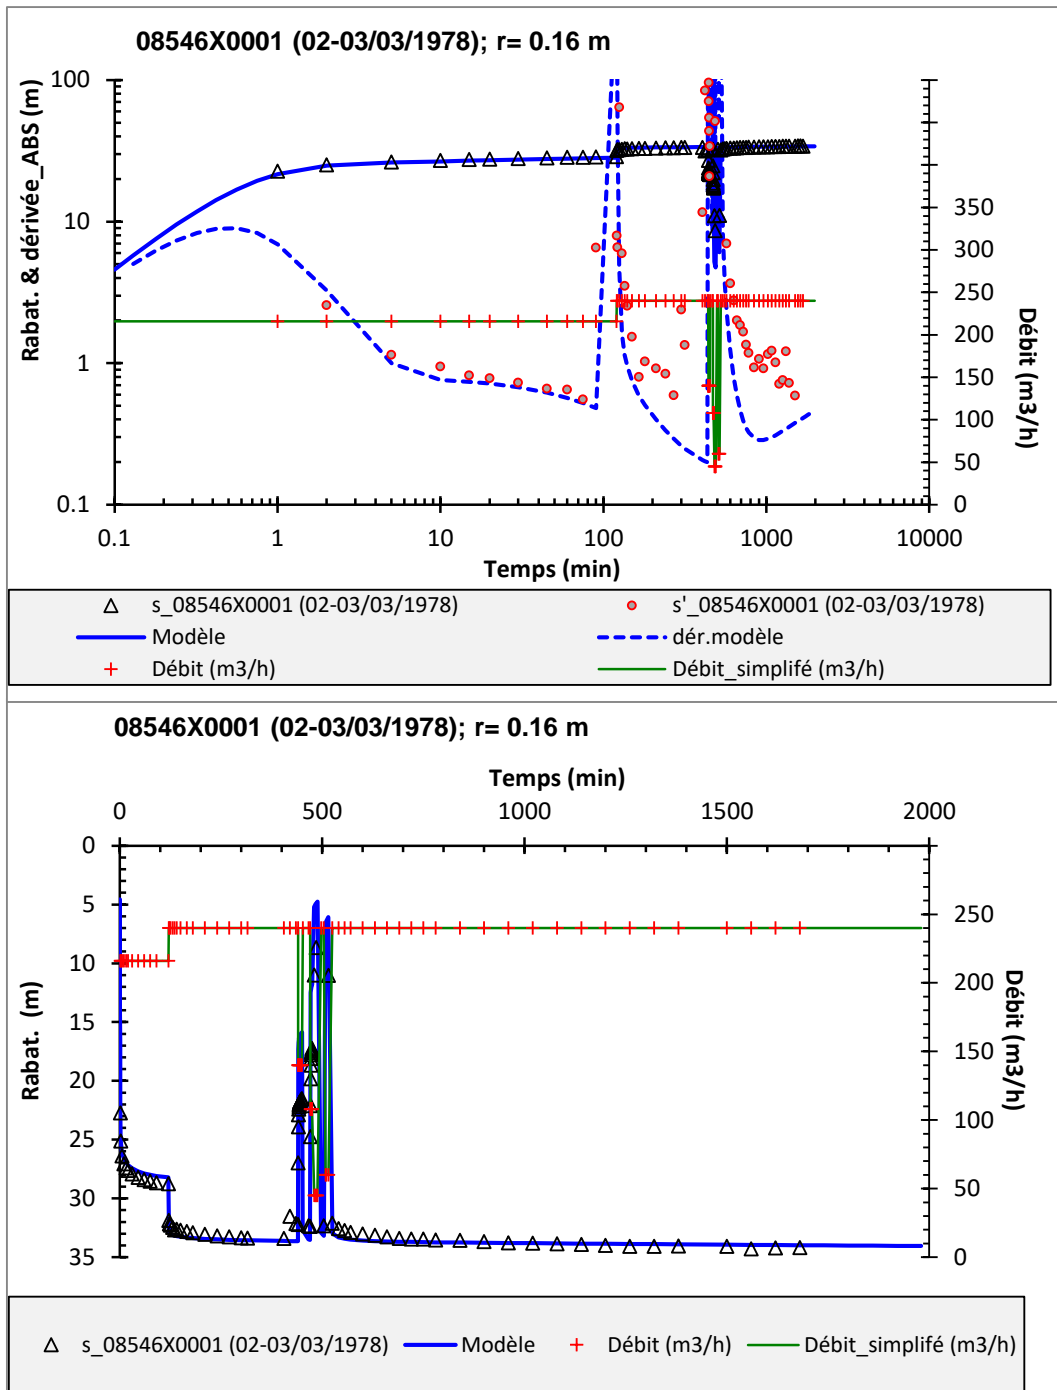 08546X0001 (02-03/03/1978); r= 0.16 m
Rabat. & dérivée_ABS (m)
100
10
1
0.1
350
300
250
200
150
100
50
0
Débit (m3/h)
0.1 1 10 100 1000 10000
Temps (min)
s_08546X0001 (02-03/03/1978) s'_08546X0001 (02-03/03/1978)
Modèle dér.modèle
Débit (m3/h) Débit_simplifé (m3/h)
08546X0001 (02-03/03/1978); r= 0.16 m
Temps (min)
0 500 1000 1500 2000
Rabat. (m)
0
5
10
15
20
25
30
35
250
200
150
100
50
0
Débit (m3/h)
s_08546X0001 (02-03/03/1978) Modèle Débit (m3/h) Débit_simplifé (m3/h)